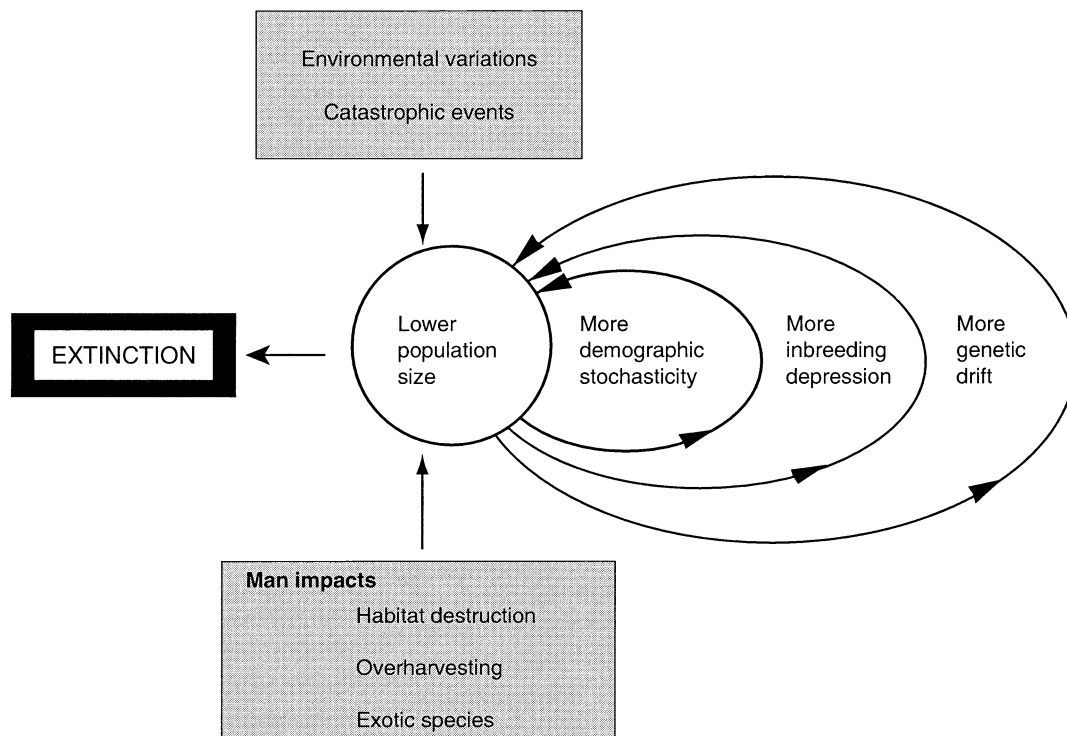 Environmental variations
Catastrophic events
EXTINCTION
Lower
population
size
More
demographic
stochasticity
More
inbreeding
depression
More
genetic
drift
Man impacts
Habitat destruction
Overharvesting
Exotic species